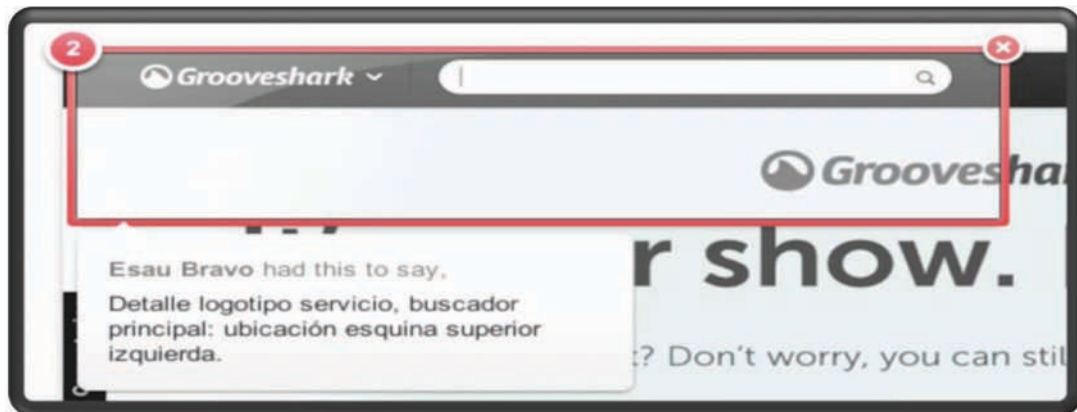 2
Grooveshark
Groovesha
r show.
Esau Bravo had this to say,
Detalle logotipo servicio, buscador
principal: ubicación esquina superior
izquierda.
? Don't worry, you can stil